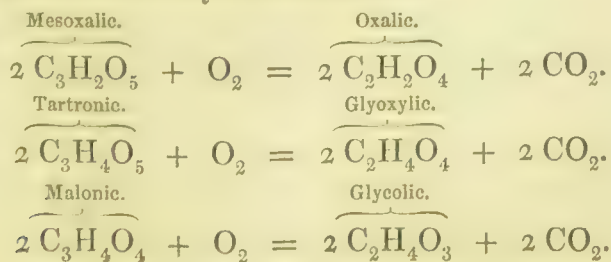 Mesoxalic. Oxalic.
2 C₃H₂O₅ + O₂ = 2 C₂H₂O₄ + 2 CO₂.
Tartronic. Glyoxylic.
2 C₃H₄O₅ + O₂ = 2 C₂H₄O₄ + 2 CO₂.
Malonic. Glycolic.
2 C₃H₄O₄ + O₂ = 2 C₂H₄O₃ + 2 CO₂.